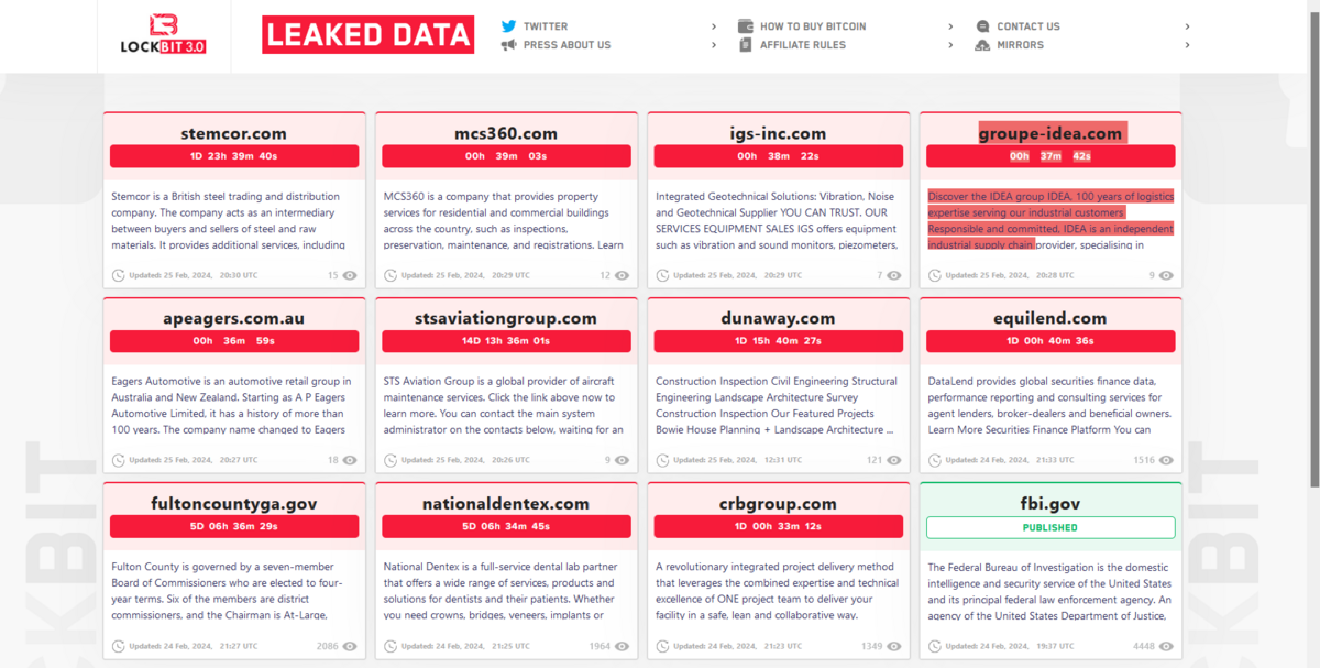 LOCKBIT 3.0
LEAKED DATA
TWITTER
PRESS ABOUT US
HOW TO BUY BITCOIN
AFFILIATE RULES
CONTACT US
MIRRORS
stemcor.com
1D 23h 39m 40s
Stemcor is a British steel trading and distribution
company. The company acts as an intermediary
between buyers and sellers of steel and raw
materials. It provides additional services, including
Updated: 25 Feb, 2024, 20:30 UTC
15
mcs360.com
00h 39m 03s
MCS360 is a company that provides property
services for residential and commercial buildings
across the country, such as inspections,
preservation, maintenance, and registrations. Learn
Updated: 25 Feb, 2024, 20:29 UTC
12
igs-inc.com
00h 38m 22s
Integrated Geotechnical Solutions: Vibration, Noise
and Geotechnical Supplier YOU CAN TRUST. OUR
SERVICES EQUIPMENT SALES IGS offers equipment
such as vibration and sound monitors, piezometers,
Updated: 25 Feb, 2024, 20:29 UTC
7
groupe-idea.com
00h 37m 42s
Discover the IDEA group IDEA, 100 years of logistics
expertise serving our industrial customers
Responsible and committed, IDEA is an independent
industrial supply chain provider, specialising in
Updated: 25 Feb, 2024, 20:28 UTC
9
apeagers.com.au
00h 36m 59s
Eagers Automotive is an automotive retail group in
Australia and New Zealand. Starting as A P Eagers
Automotive Limited, it has a history of more than
100 years. The company name changed to Eagers
Updated: 25 Feb, 2024, 20:27 UTC
18
stsaviationgroup.com
14D 13h 36m 01s
STS Aviation Group is a global provider of aircraft
maintenance services. Click the link above now to
learn more. You can contact the main system
administrator on the contacts below, waiting for an
Updated: 25 Feb, 2024, 20:26 UTC
9
dunaway.com
1D 15h 40m 27s
Construction Inspection Civil Engineering Structural
Engineering Landscape Architecture Survey
Construction Inspection Our Featured Projects
Bowie House Planning + Landscape Architecture ...
Updated: 25 Feb, 2024, 12:31 UTC
121
equilend.com
1D 00h 40m 36s
DataLend provides global securities finance data,
performance reporting and consulting services for
agent lenders, broker-dealers and beneficial owners.
Learn More Securities Finance Platform You can
Updated: 24 Feb, 2024, 21:33 UTC
1516
fultoncountyga.gov
5D 06h 36m 29s
Fulton County is governed by a seven-member
Board of Commissioners who are elected to four-
year terms. Six of the members are district
commissioners, and the Chairman is At-Large,
Updated: 24 Feb, 2024, 21:27 UTC
2086
nationaldentex.com
5D 06h 34m 45s
National Dentex is a full-service dental lab partner
that offers a wide range of services, products and
solutions for dentists and their patients. Whether
you need crowns, bridges, veneers, implants or
Updated: 24 Feb, 2024, 21:25 UTC
1964
crbgroup.com
1D 00h 33m 12s
A revolutionary integrated project delivery method
that leverages the combined expertise and technical
excellence of ONE project team to deliver your
facility in a safe, lean and collaborative way.
Updated: 24 Feb, 2024, 21:23 UTC
1349
fbi.gov
PUBLISHED
The Federal Bureau of Investigation is the domestic
intelligence and security service of the United States
and its principal federal law enforcement agency. An
agency of the United States Department of Justice,
Updated: 24 Feb, 2024, 19:37 UTC
4448
CKBIT
CKBIT